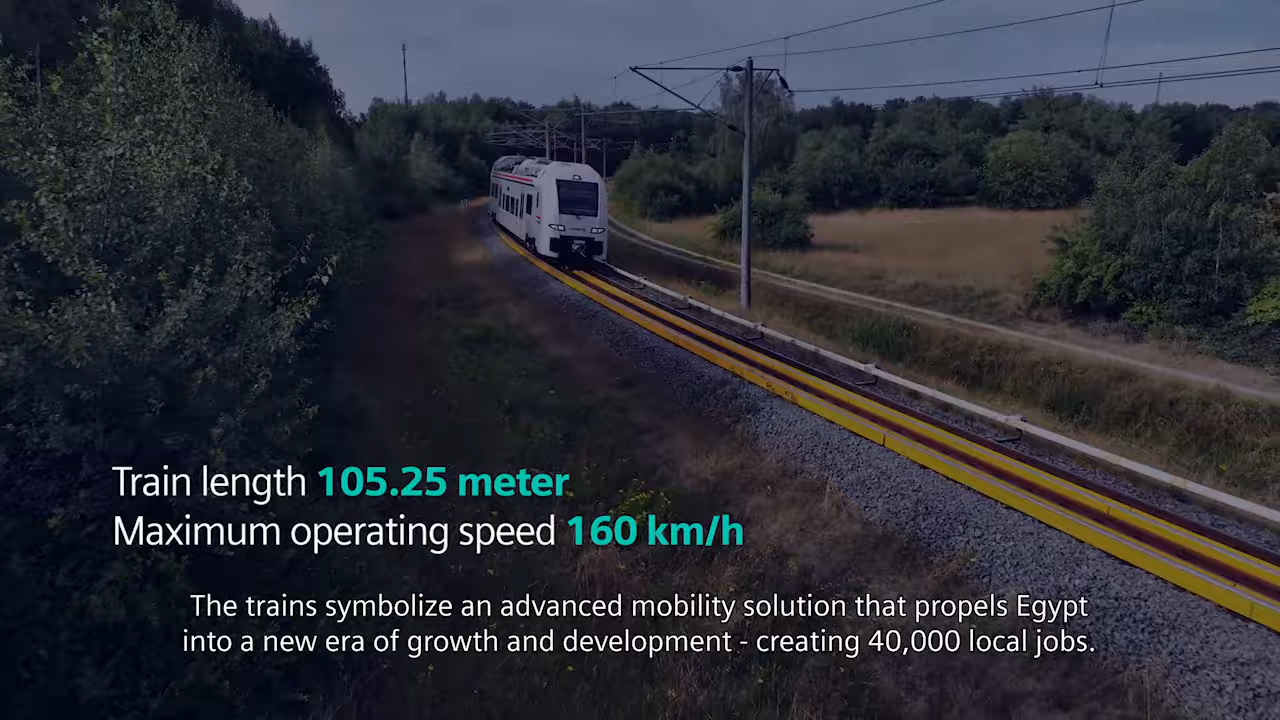 Train length 105.25 meter
Maximum operating speed 160 km/h
The trains symbolize an advanced mobility solution that propels Egypt
into a new era of growth and development - creating 40,000 local jobs.